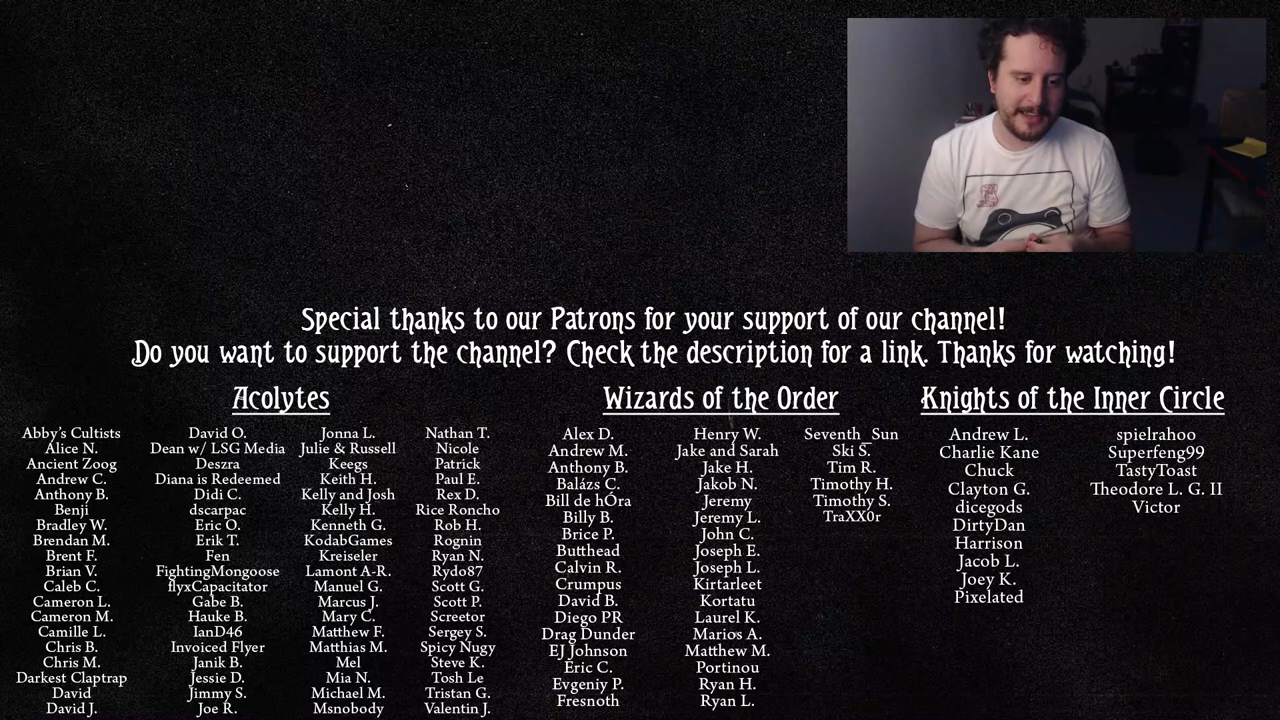 Special thanks to our Patrons for your support of our channel!
Do you want to support the channel? Check the description for a link. Thanks for watching!
Acolytes
Abby's Cultists
Alice N.
Ancient Zoog
Andrew C.
Anthony B.
Benji
Bradley W.
Brendan M.
Brent F.
Brian V.
Caleb C.
Cameron L.
Cameron M.
Camille L.
Chris B.
Chris M.
Darkest Claptrap
David
David J.
David O.
Dean w/ LSG Media
Deszra
Diana is Redeemed
Didi C.
dscarpac
Eric O.
Erik T.
Fen
FightingMongoose
flyxCapacitator
Gabe B.
Hauke B.
IanD46
Invoiced Flyer
Janik B.
Jessie D.
Jimmy S.
Joe R.
Jonna L.
Julie & Russell
Keegs
Keith H.
Kelly and Josh
Kelly H.
Kenneth G.
KodabGames
Kreiseler
Lamont A-R.
Manuel G.
Marcus J.
Mary C.
Matthew F.
Matthias M.
Mel
Mia N.
Michael M.
Msnobody
Nathan T.
Nicole
Patrick
Paul E.
Rex D.
Rice Roncho
Rob H.
Rognin
Ryan N.
Rydo87
Scott G.
Scott P.
Screetor
Sergey S.
Spicy Nugy
Steve K.
Tosh Le
Tristan G.
Valentin J.
Wizards of the Order
Alex D.
Andrew M.
Anthony B.
Balázs C.
Bill de hÓra
Billy B.
Brice P.
Butthead
Calvin R.
Crumpus
David B.
Diego PR
Drag Dunder
EJ Johnson
Eric C.
Evgeniy P.
Fresnoth
Henry W.
Jake and Sarah
Jake H.
Jakob N.
Jeremy
Jeremy L.
John C.
Joseph E.
Joseph L.
Kirtarleet
Kortatu
Laurel K.
Marios A.
Matthew M.
Portinou
Ryan H.
Ryan L.
Seventh_Sun
Ski S.
Tim R.
Timothy H.
Timothy S.
TraXX0r
Knights of the Inner Circle
Andrew L.
Charlie Kane
Chuck
Clayton G.
dicegods
DirtyDan
Harrison
Jacob L.
Joey K.
Pixelated
spielrahoo
Superfeng99
TastyToast
Theodore L. G. II
Victor